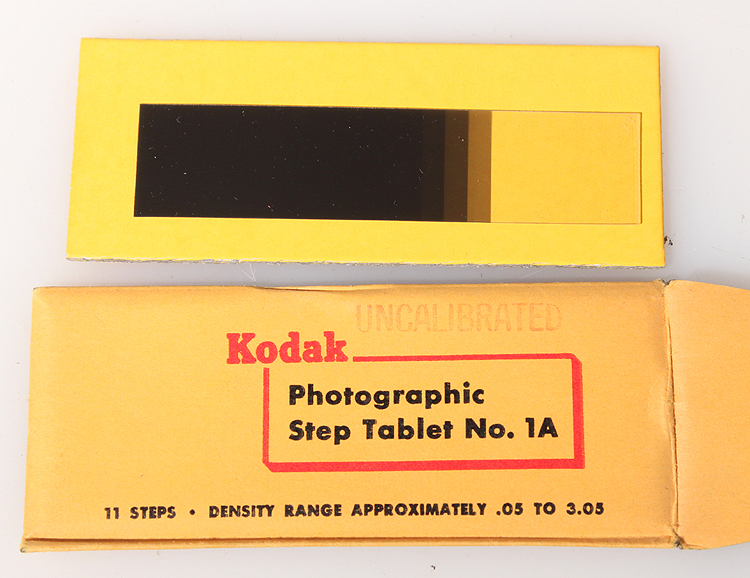 UNCALIBRATED
Kodak
Photographic
Step Tablet No. 1A
11 STEPS • DENSITY RANGE APPROXIMATELY .05 TO 3.05